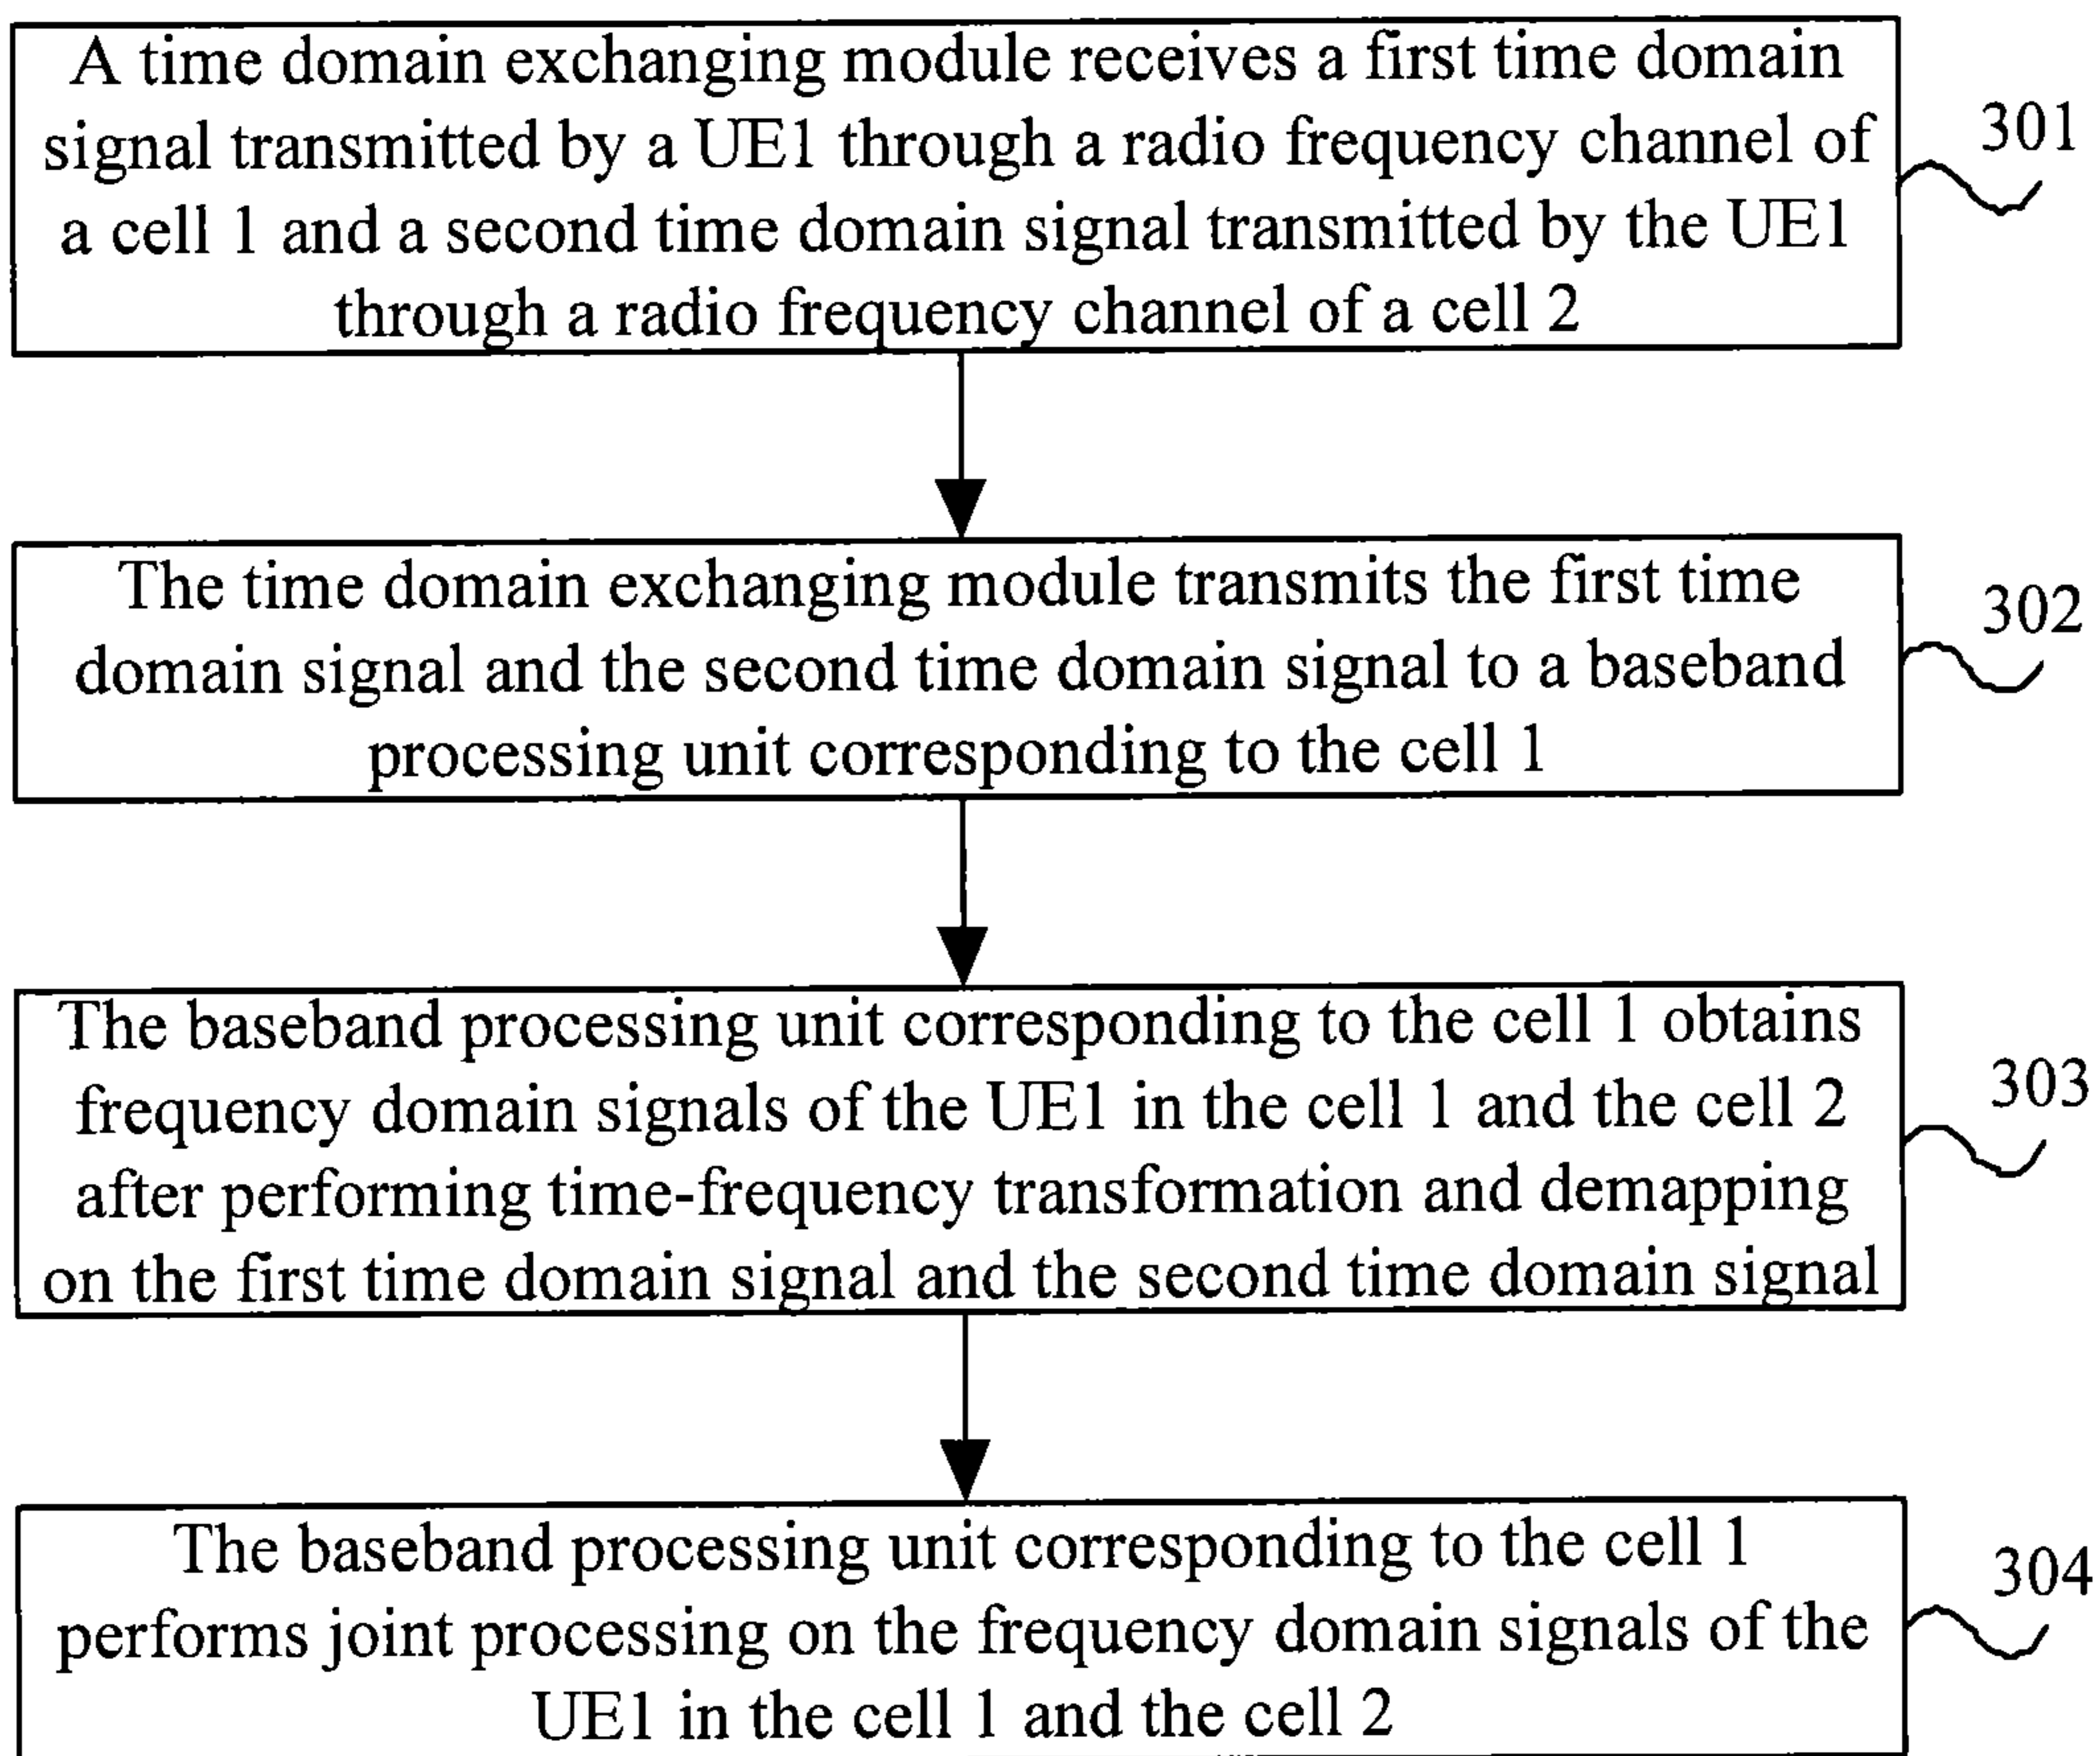 A time domain exchanging module receives a first time domain
signal transmitted by a UE1 through a radio frequency channel of
a cell 1 and a second time domain signal transmitted by the UE1
through a radio frequency channel of a cell 2
301
The time domain exchanging module transmits the first time
domain signal and the second time domain signal to a baseband
processing unit corresponding to the cell 1
302
The baseband processing unit corresponding to the cell 1 obtains
frequency domain signals of the UE1 in the cell 1 and the cell 2
after performing time-frequency transformation and demapping
on the first time domain signal and the second time domain signal
303
The baseband processing unit corresponding to the cell 1
performs joint processing on the frequency domain signals of the
UE1 in the cell 1 and the cell 2
304